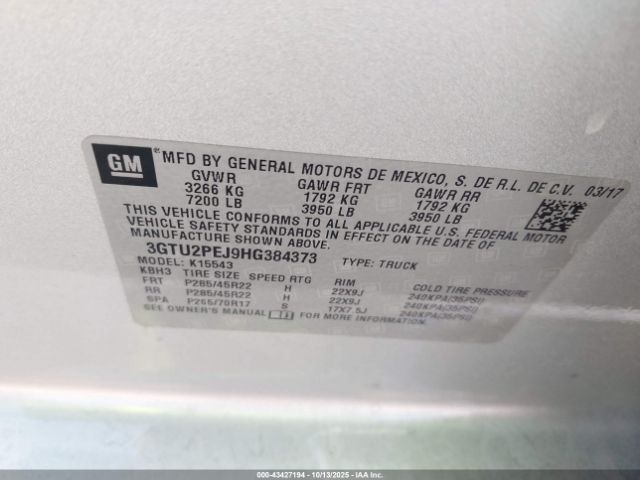 GM
MFD BY GENERAL MOTORS DE MEXICO, S. DE R.L. DE C.V. 03/17
GVWR GAWR FRT GAWR RR
3266 KG 1792 KG 1792 KG
7200 LB 3950 LB 3950 LB
THIS VEHICLE CONFORMS TO ALL APPLICABLE U.S. FEDERAL MOTOR
VEHICLE SAFETY STANDARDS IN EFFECT ON THE DATE OF
MANUFACTURE SHOWN ABOVE.
3GTU2PEJ9HG384373 TYPE: TRUCK
MODEL: K15543
KBH3 TIRE SIZE SPEED RTG RIM COLD TIRE PRESSURE
FRT P285/45R22 H 22X9J 240KPA(35PSI)
RR P285/45R22 H 22X9J 240KPA(35PSI)
SPA P265/70R17 S 17X7.5J 240KPA(35PSI)
SEE OWNER'S MANUAL FOR MORE INFORMATION.
000-43427194 - 10/13/2025 - IAAI.COM